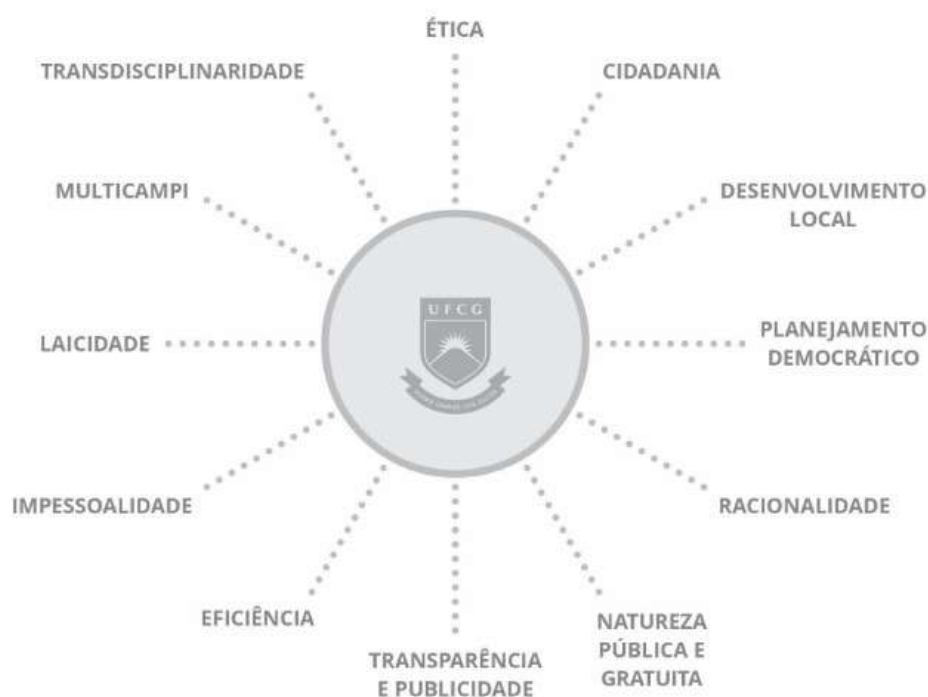 ÉTICA
TRANSDISCIPLINARIDADE
CIDADANIA
MULTICAMPI
DESENVOLVIMENTO
LOCAL
UFCG
LAICIDADE
PLANEJAMENTO
DEMOCRÁTICO
IMPESSOALIDADE
RACIONALIDADE
EFICIÊNCIA
NATUREZA
PÚBLICA E
GRATUITA
TRANSPARÊNCIA
E PUBLICIDADE